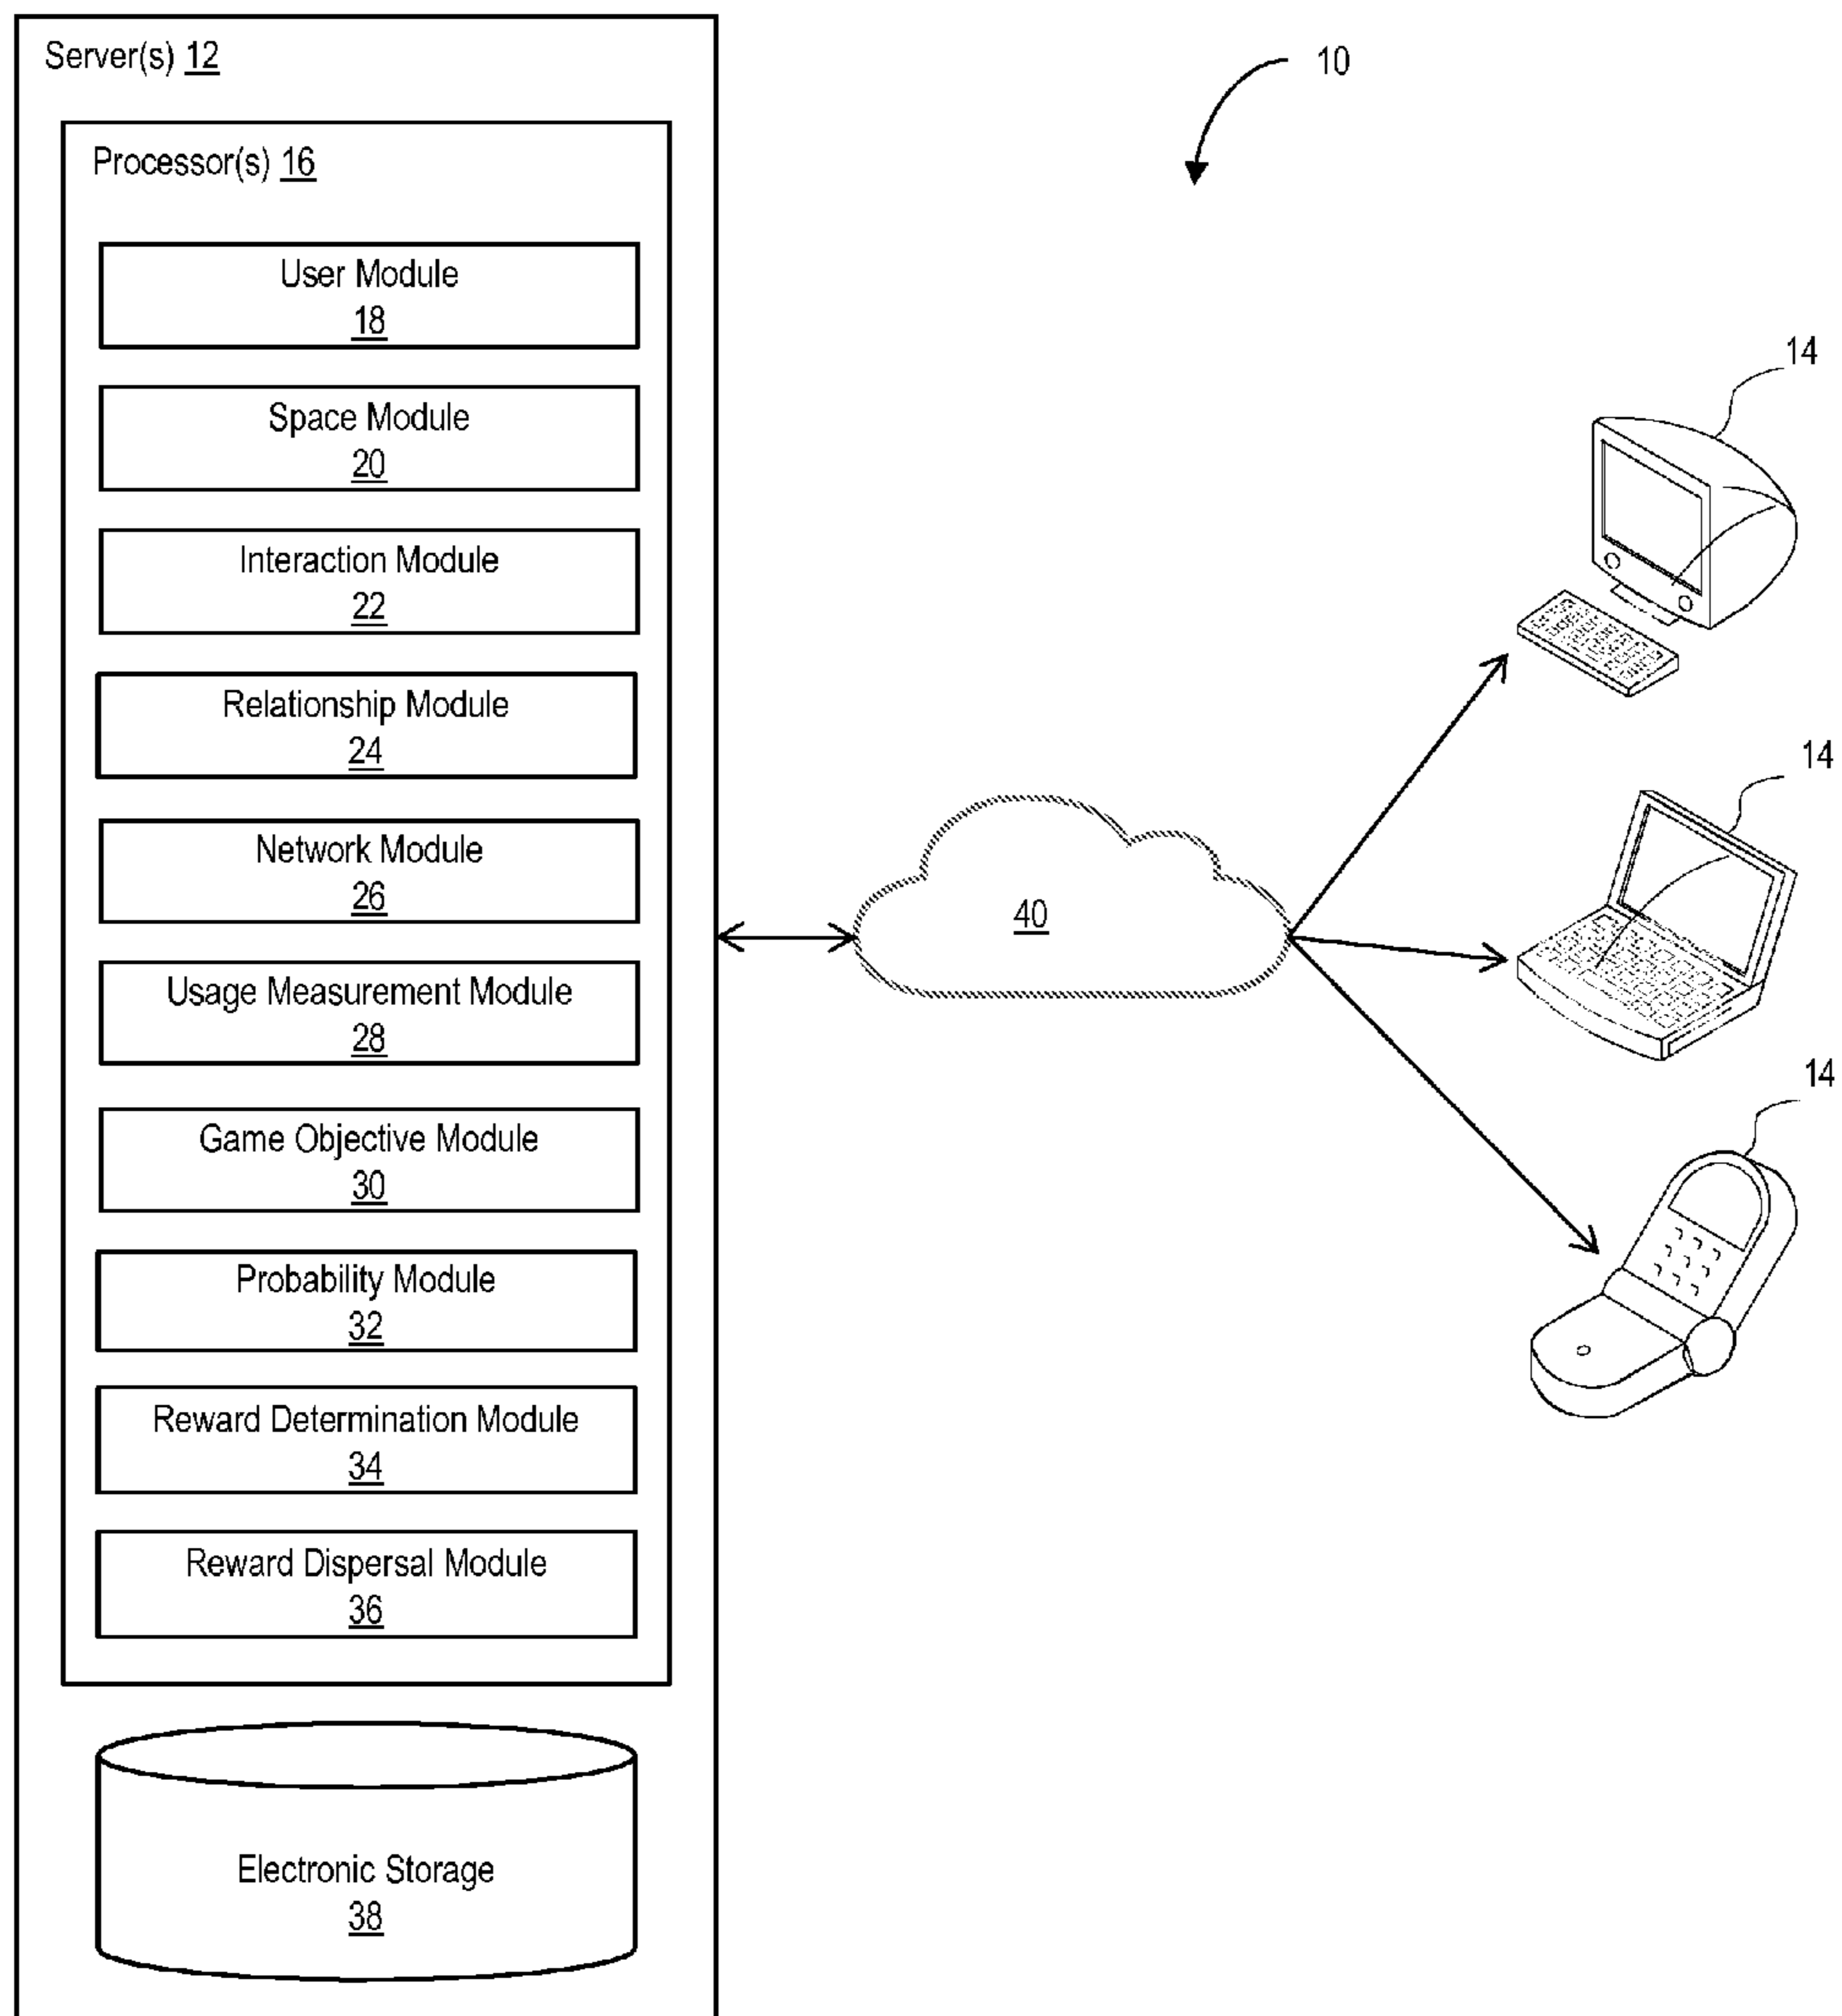 Server(s) 12
Processor(s) 16
User Module
18
Space Module
20
Interaction Module
22
Relationship Module
24
Network Module
26
Usage Measurement Module
28
Game Objective Module
30
Probability Module
32
Reward Determination Module
34
Reward Dispersal Module
36
Electronic Storage
38
10
40
14
14
14